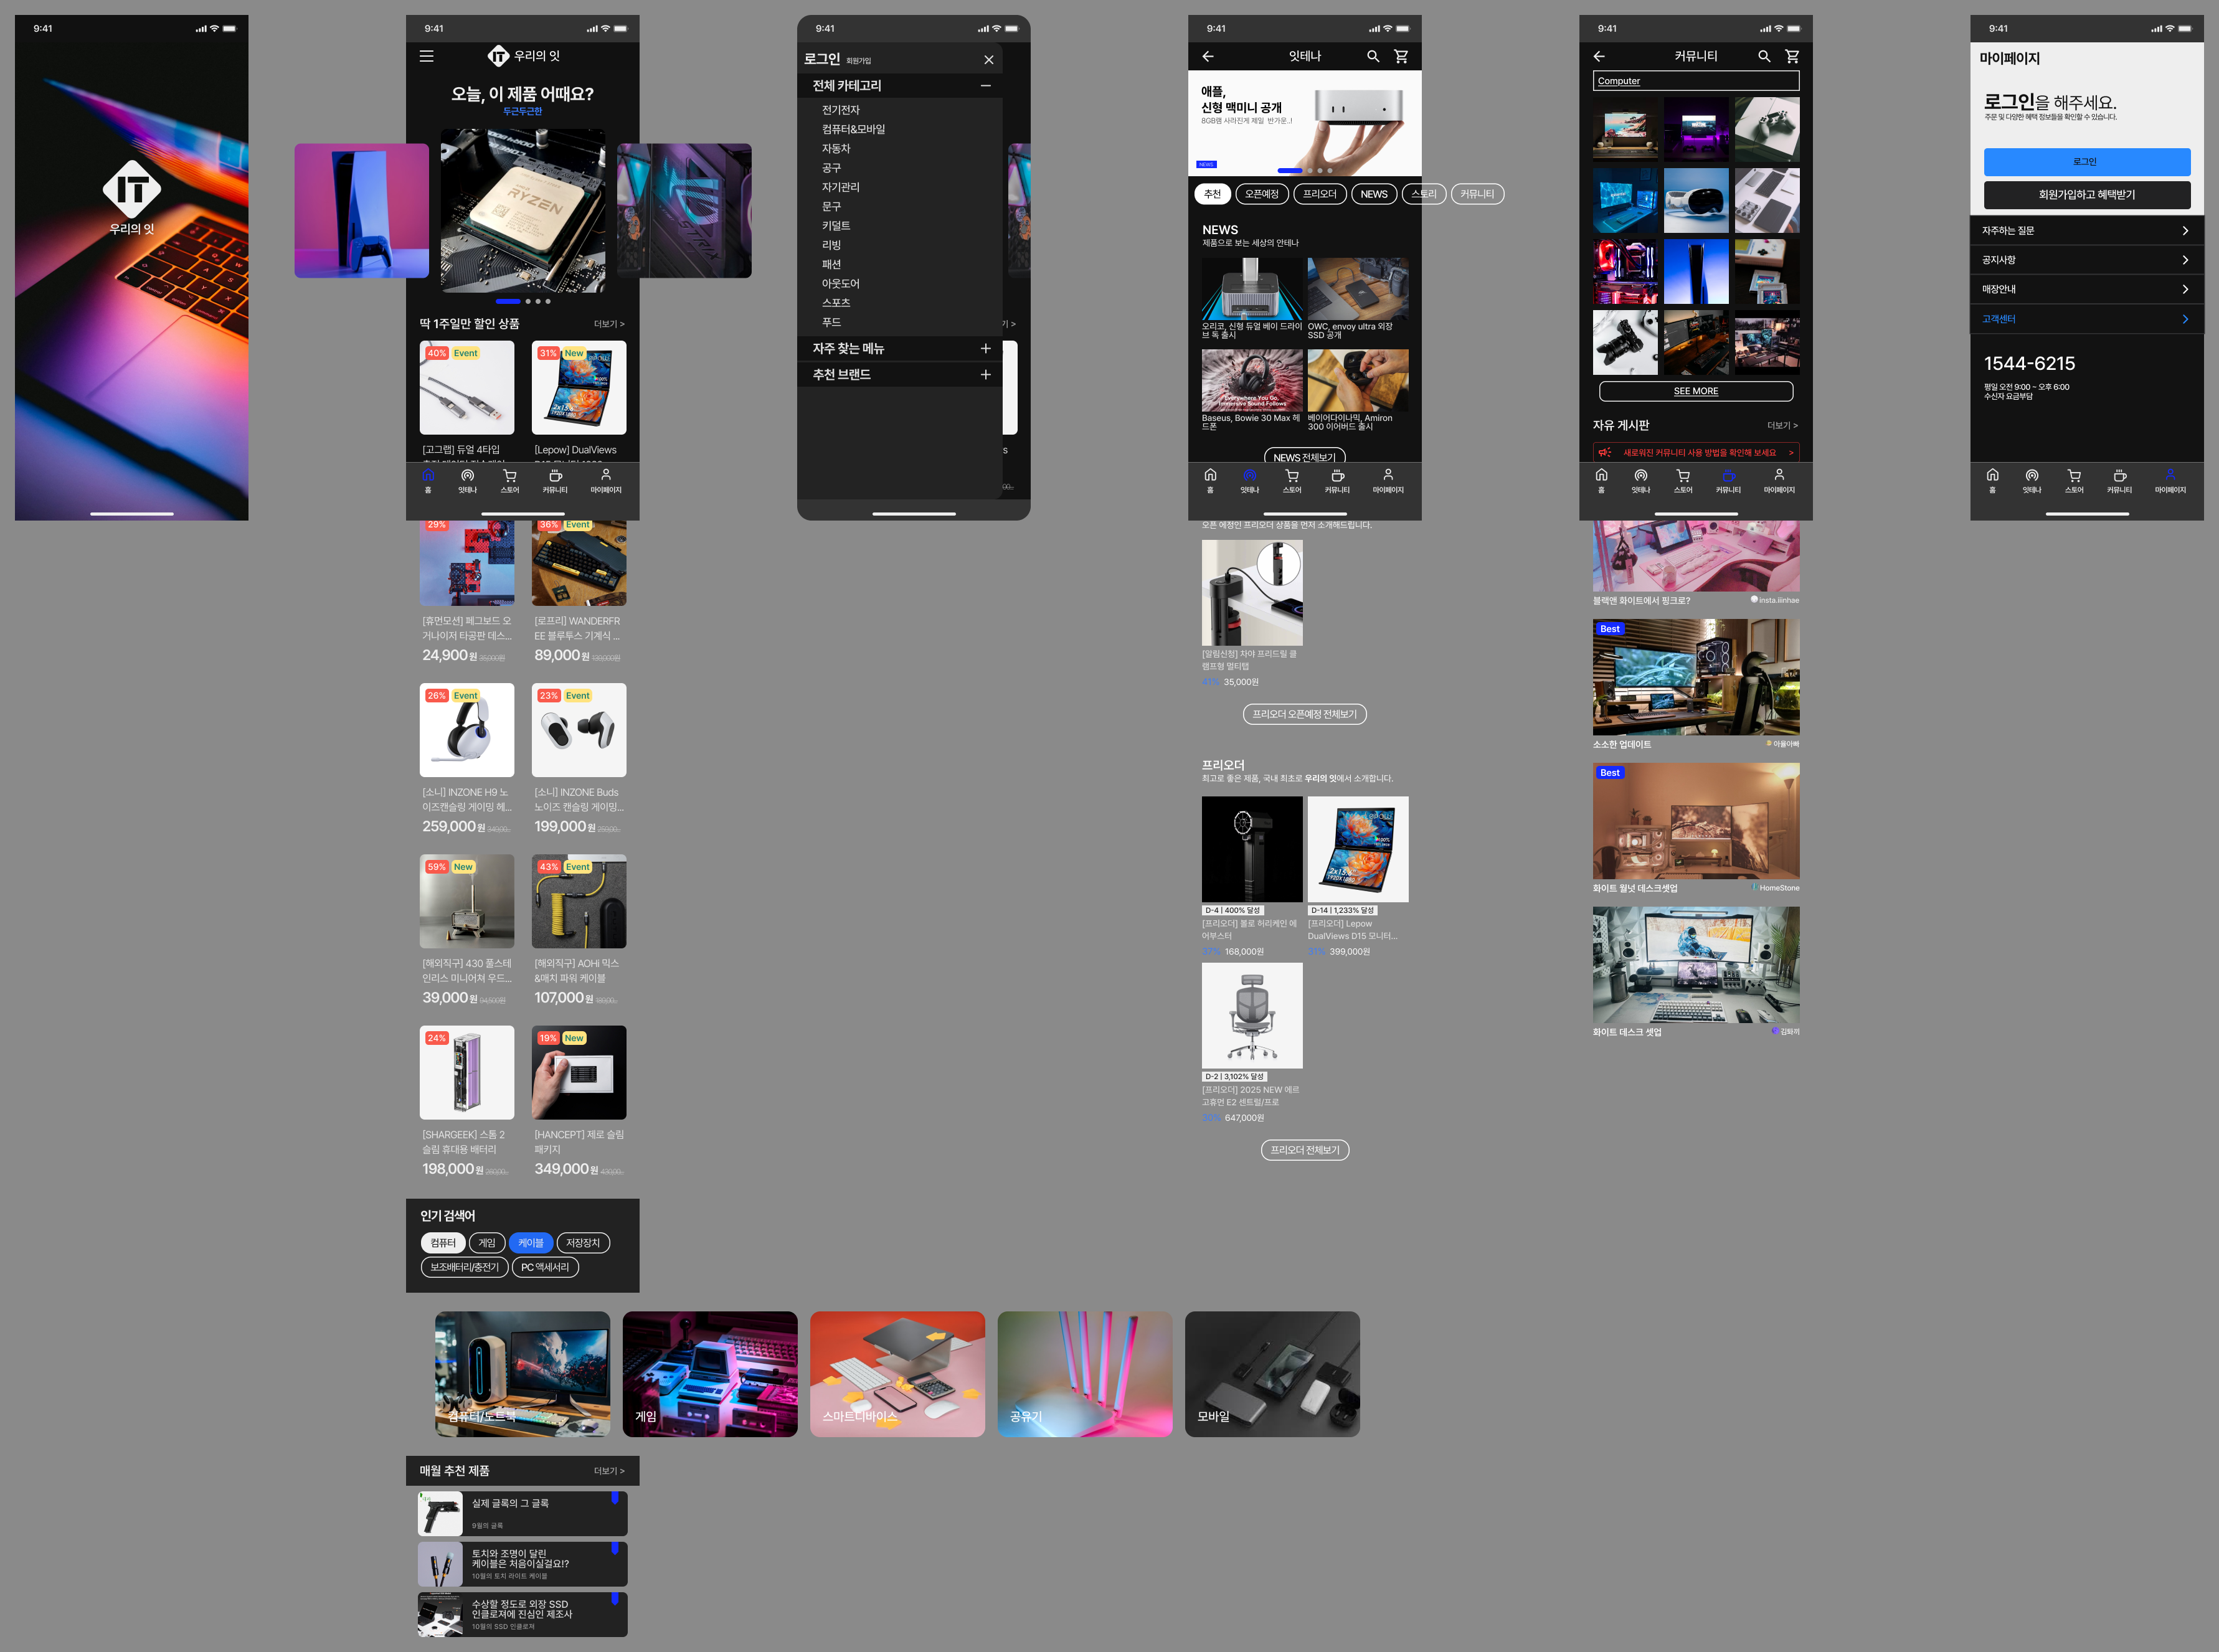 9:41
IT
우리의 잇
9:41
IT 우리의 잇
오늘, 이 제품 어때요?
두근두근한
RYZEN
STRIX
딱 1주일만 할인 상품
더보기 >
40% Event
31% New
[고그랩] 듀얼 4타입
[Lepow] DualViews
홈
잇테나
스토어
커뮤니티
마이페이지
29%
36% Event
[휴먼모션] 페그보드 오
거나이저 타공판 데스...
24,900원 35,000원
[로프리] WANDERFR
EE 블루투스 기계식 ...
89,000원 139,000원
26% Event
23% Event
[소니] INZONE H9 노
이즈캔슬링 게이밍 헤...
259,000원 349,00...
[소니] INZONE Buds
노이즈 캔슬링 게이밍...
199,000원 259,00...
59% New
43% Event
[해외직구] 430 풀스테
인리스 미니어쳐 우드...
39,000원 94,500원
[해외직구] AOHi 믹스
&매치 파워 케이블
107,000원
24%
19% New
[SHARGEEK] 스톰 2
슬림 휴대용 배터리
198,000원
[HANCEPT] 제로 슬림
패키지
349,000원 430,00...
인기 검색어
컴퓨터
게임
케이블
저장장치
보조배터리/충전기
PC 액세서리
컴퓨터/노트북
게임
스마트디바이스
공유기
모바일
매월 추천 제품
더보기 >
실제 글록의 그 글록
9월의 글록
토치와 조명이 달린
케이블은 처음이실걸요!?
10월의 토치 라이트 케이블
수상할 정도로 외장 SSD
인클로져에 진심인 제조사
10월의 SSD 인클로져
9:41
로그인 회원가입
전체 카테고리
전기전자
컴퓨터&모바일
자동차
공구
자기관리
문구
키덜트
리빙
패션
아웃도어
스포츠
푸드
자주 찾는 메뉴
추천 브랜드
9:41
잇테나
애플,
신형 맥미니 공개
8GB램 사라진게 제일 반가운..!
NEWS
추천
오픈예정
프리오더
NEWS
스토리
커뮤니티
NEWS
제품으로 보는 세상의 안테나
오리코, 신형 듀얼 베이 드라이
브 독 출시
OWC, envoy ultra 외장
SSD 공개
Everywhere You Go,
Immersive Sound Follows
Baseus, Bowie 30 Max 헤
드폰
베이어다이나믹, Amiron
300 이어버드 출시
NEWS 전체보기
홈
잇테나
스토어
커뮤니티
마이페이지
오픈 예정인 프리오더 상품을 먼저 소개해드립니다.
[알림신청] 차야 프리드릴 클
램프형 멀티탭
41% 35,000원
프리오더 오픈예정 전체보기
프리오더
최고로 좋은 제품, 국내 최초로 우리의 잇에서 소개합니다.
D-4 | 400% 달성
[프리오더] 볼로 허리케인 에
어부스터
37% 168,000원
D-14 | 1,233% 달성
[프리오더] Lepow
DualViews D15 모니터...
31% 399,000원
D-2 | 3,102% 달성
[프리오더] 2025 NEW 에르
고휴먼 E2 센트럴/프로
30% 647,000원
프리오더 전체보기
9:41
커뮤니티
Computer
SEE MORE
자유 게시판
더보기 >
새로워진 커뮤니티 사용 방법을 확인해 보세요 >
홈
잇테나
스토어
커뮤니티
마이페이지
블랙앤 화이트에서 핑크로?
insta.iiinhae
Best
소소한 업데이트
아율아빠
Best
화이트 월넛 데스크셋업
HomeStone
화이트 데스크 셋업
9:41
마이페이지
로그인을 해주세요.
주문 및 다양한 혜택 정보들을 확인할 수 있습니다.
로그인
회원가입하고 혜택받기
자주하는 질문
공지사항
매장안내
고객센터
1544-6215
평일 오전 9:00 ~ 오후 6:00
수신자 요금부담
홈
잇테나
스토어
커뮤니티
마이페이지